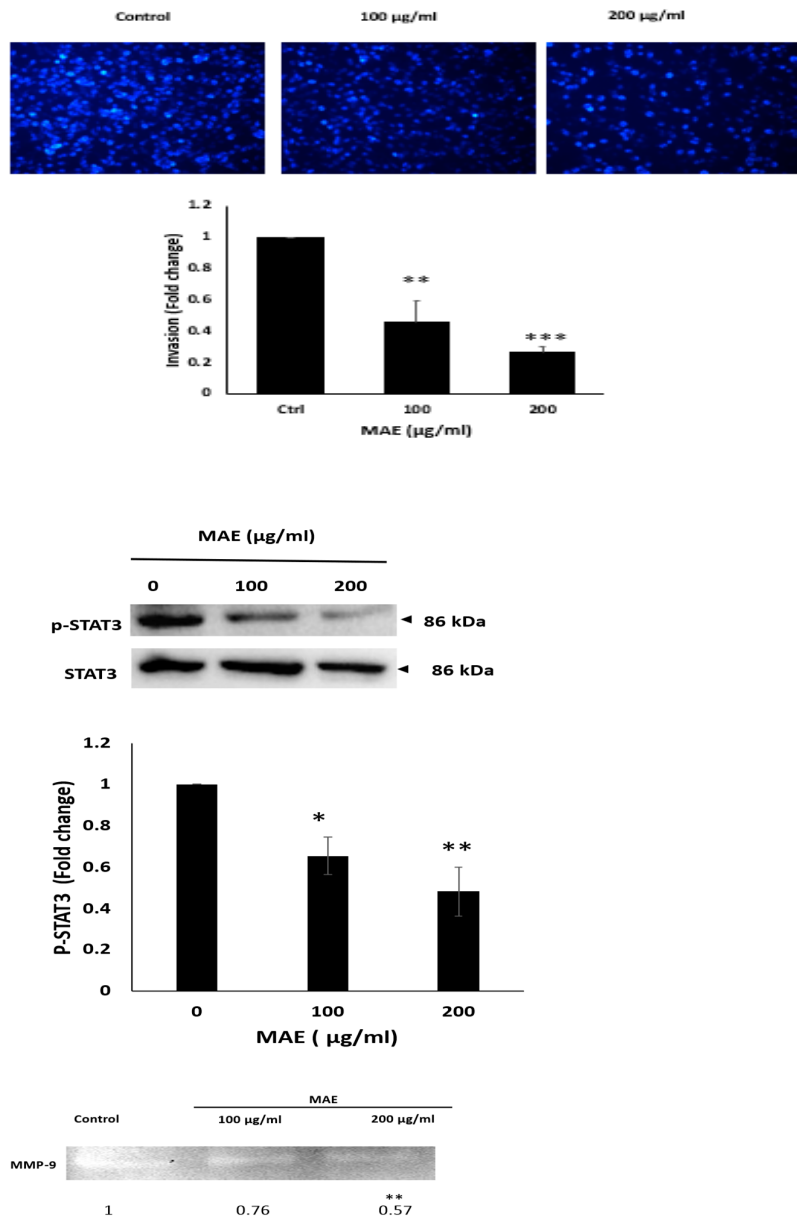 Control 100 µg/ml 200 µg/ml
1.2
1
0.8
0.6
0.4
0.2
0
Invasion (Fold change)
**
***
Ctrl 100 200
MAE (µg/ml)
MAE (µg/ml)
0 100 200
p-STAT3 86 kDa
STAT3 86 kDa
1.2
1
0.8
0.6
0.4
0.2
0
P-STAT3 (Fold change)
*
**
0 100 200
MAE ( µg/ml)
MAE
Control 100 µg/ml 200 µg/ml
MMP-9
**
1 0.76 0.57